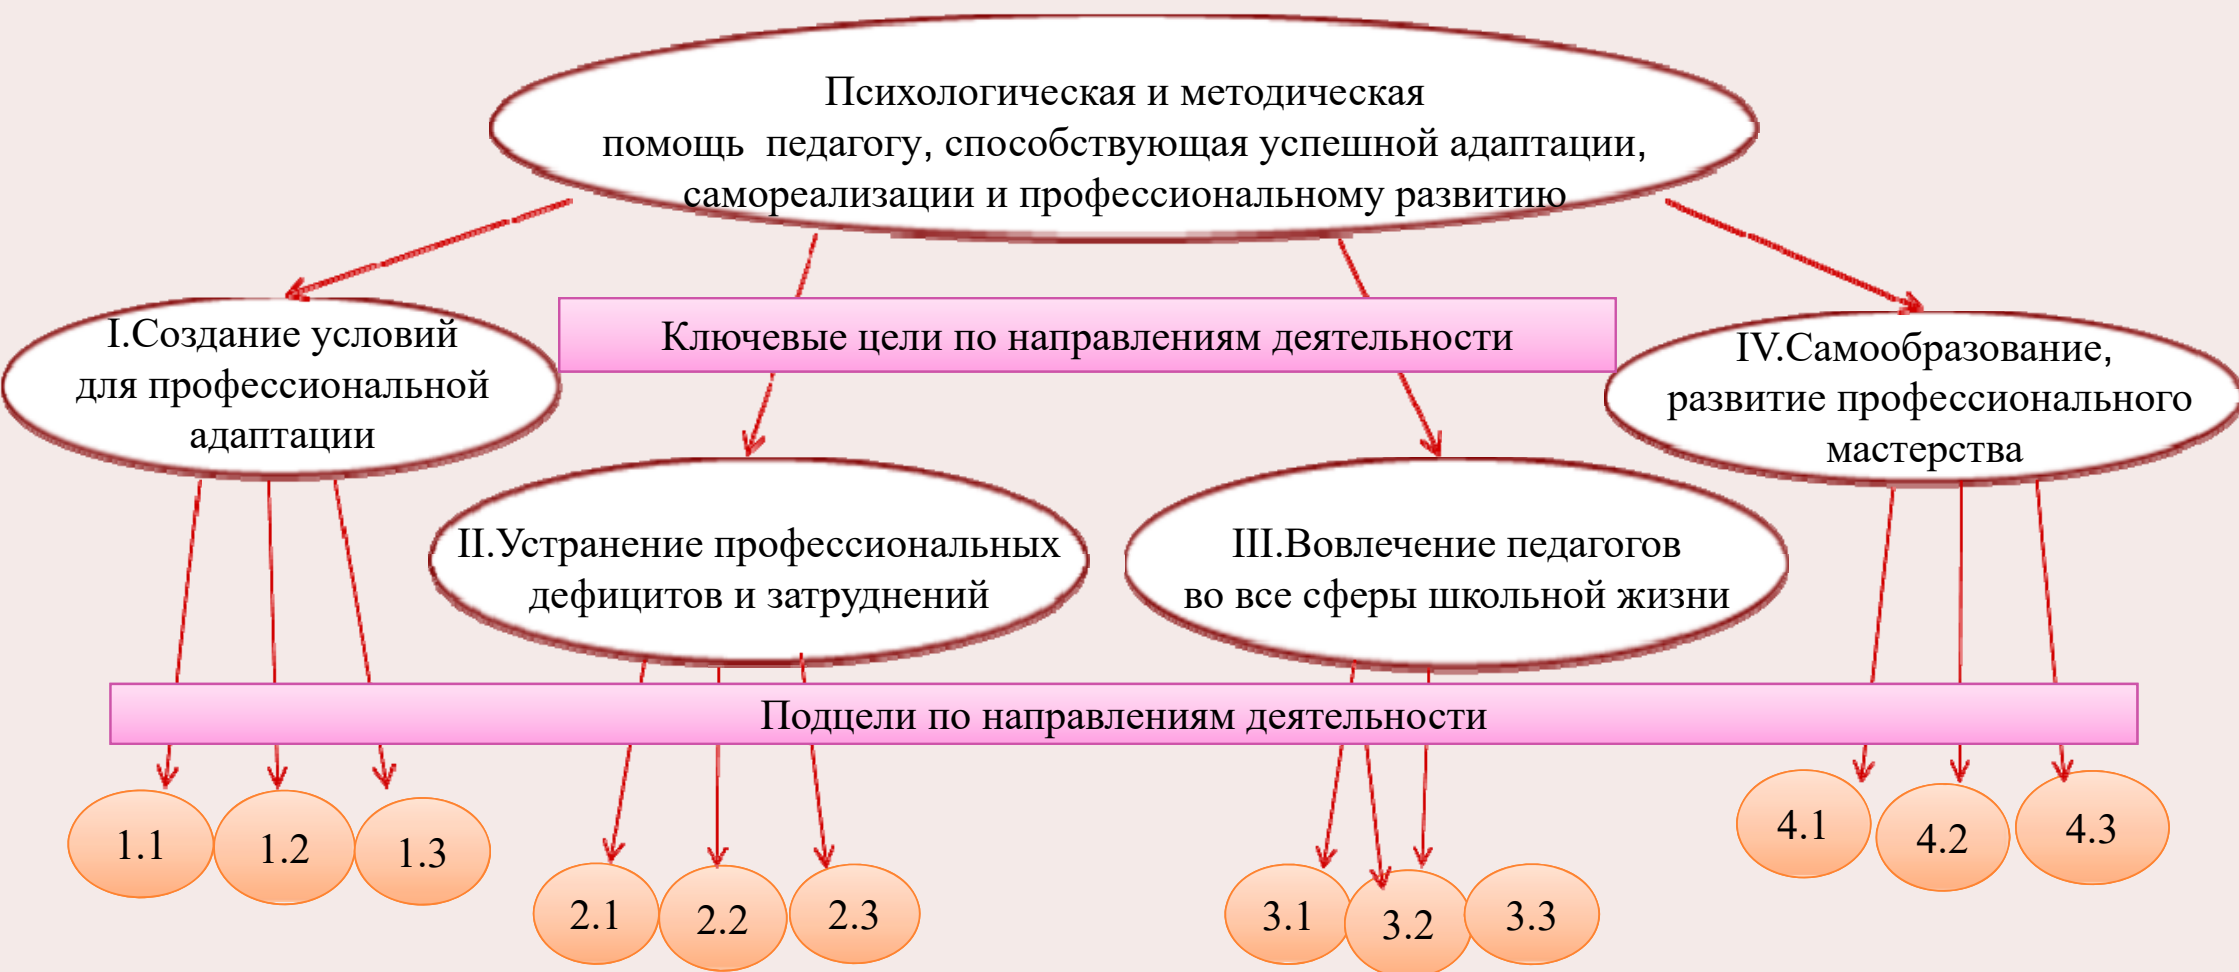 Психологическая и методическая
помощь педагогу, способствующая успешной адаптации,
самореализации и профессиональному развитию
Ключевые цели по направлениям деятельности
I.Создание условий
для профессиональной
адаптации
II.Устранение профессиональных
дефицитов и затруднений
III.Вовлечение педагогов
во все сферы школьной жизни
IV.Самообразование,
развитие профессионального
мастерства
Подцели по направлениям деятельности
1.1
1.2
1.3
2.1
2.2
2.3
3.1
3.2
3.3
4.1
4.2
4.3